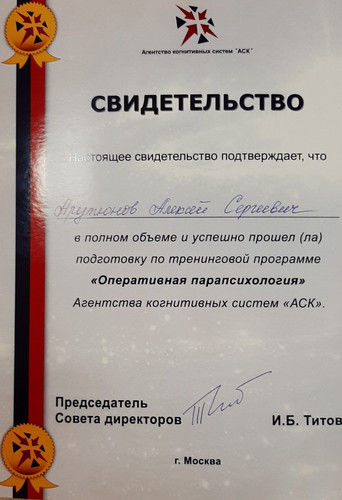 Агентство когнитивных систем "АСК"
СВИДЕТЕЛЬСТВО
Настоящее свидетельство подтверждает, что
Арутюнов Алексей Сергеевич
в полном объеме и успешно прошел (ла)
подготовку по тренинговой программе
«Оперативная парапсихология»
Агентства когнитивных систем «АСК».
Председатель
Совета директоров И.Б. Титов
г. Москва